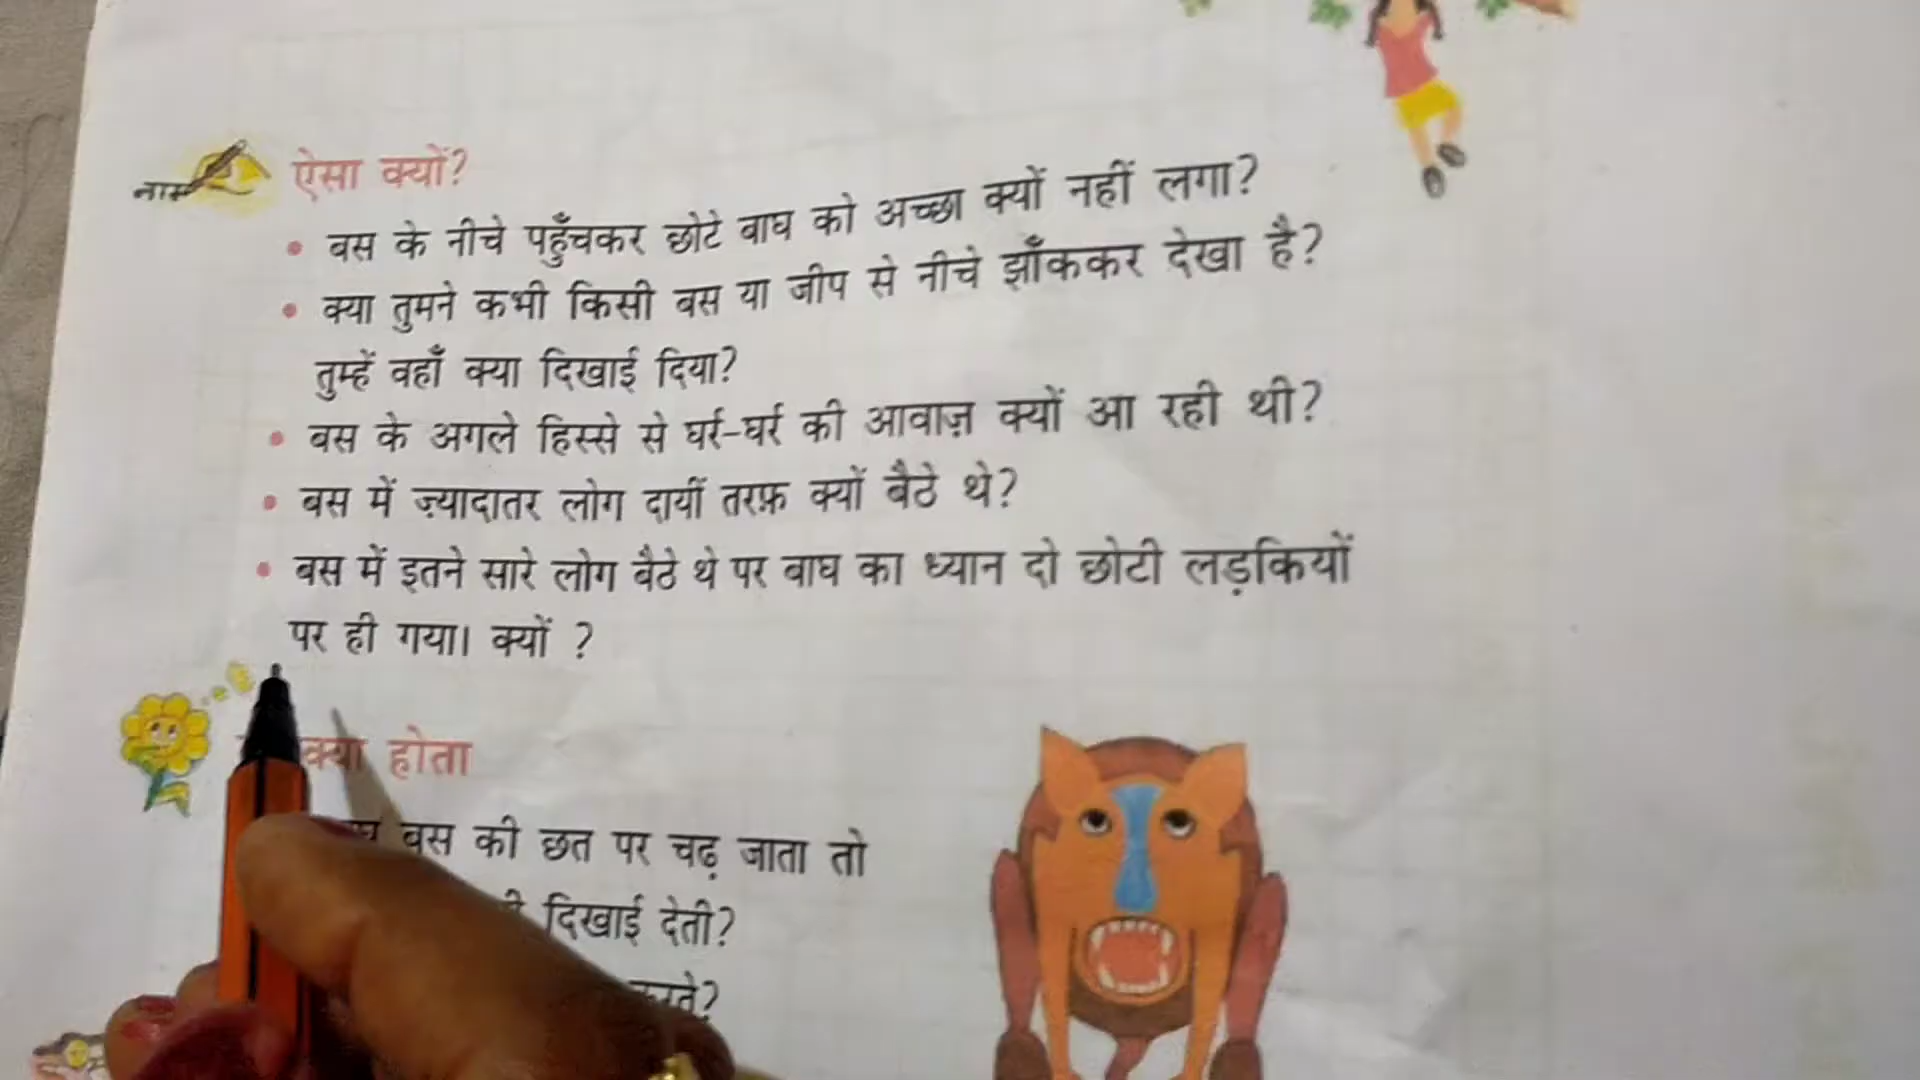 ऐसा क्यों?
• बस के नीचे पहुँचकर छोटे बाघ को अच्छा क्यों नहीं लगा?
• क्या तुमने कभी किसी बस या जीप से नीचे झाँककर देखा है?
तुम्हें वहाँ क्या दिखाई दिया?
• बस के अगले हिस्से से घर्र-घर्र की आवाज़ क्यों आ रही थी?
• बस में ज़्यादातर लोग दायीं तरफ़ क्यों बैठे थे?
• बस में इतने सारे लोग बैठे थे पर बाघ का ध्यान दो छोटी लड़कियों
पर ही गया। क्यों ?
क्या होता
बस की छत पर चढ़ जाता तो
दिखाई देती?